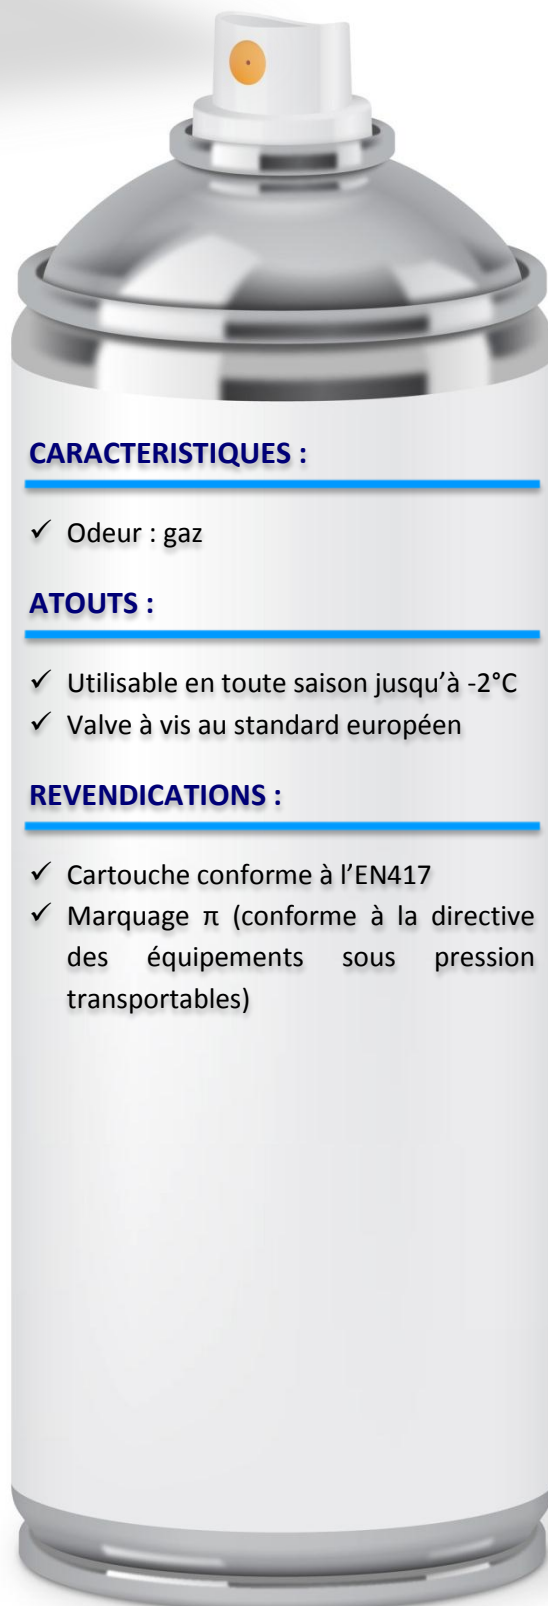 CARACTERISTIQUES :
✓ Odeur : gaz
ATOUTS :
✓ Utilisable en toute saison jusqu’à -2°C
✓ Valve à vis au standard européen
REVENDICATIONS :
✓ Cartouche conforme à l’EN417
✓ Marquage π (conforme à la directive
des équipements sous pression
transportables)